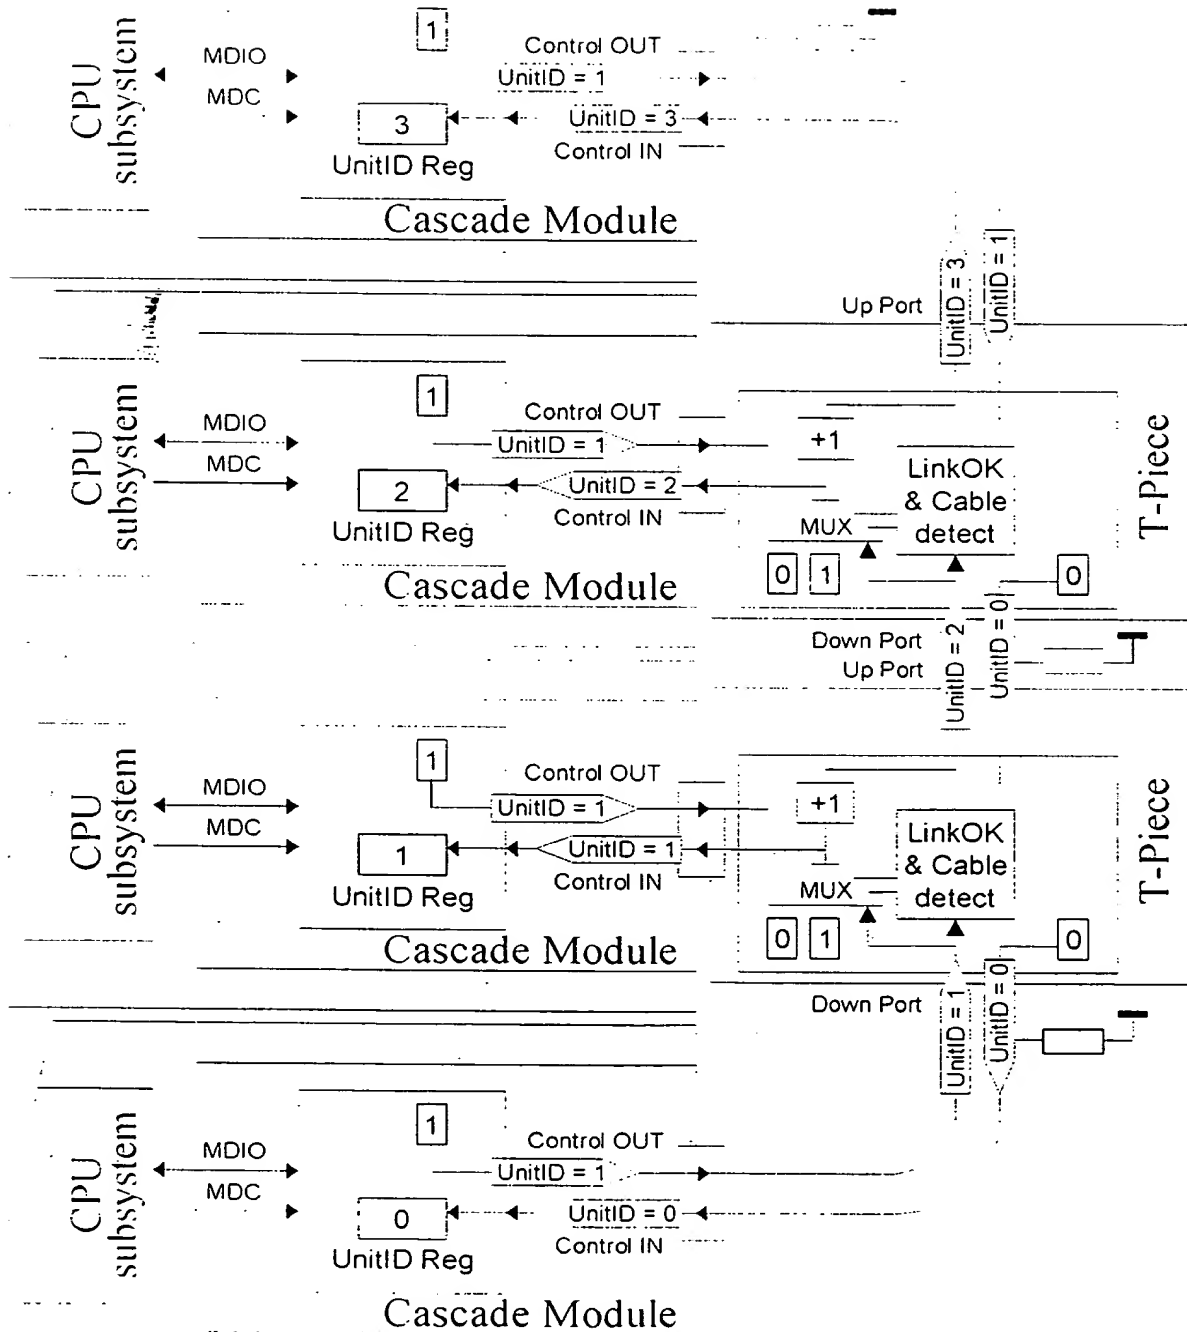 1
Control OUT
MDIO
UnitID = 1
CPU subsystem
MDC
3
UnitID = 3
Control IN
UnitID Reg
Cascade Module
UnitID = 3
UnitID = 1
Up Port
1
Control OUT
MDIO
UnitID = 1
+1
CPU subsystem
MDC
2
UnitID = 2
LinkOK
& Cable
detect
T-Piece
Control IN
UnitID Reg
MUX
0 1
0
Cascade Module
Down Port
Up Port
UnitID = 2
UnitID = 0
1
Control OUT
MDIO
UnitID = 1
+1
CPU subsystem
MDC
1
UnitID = 1
LinkOK
& Cable
detect
T-Piece
Control IN
UnitID Reg
MUX
0 1
0
Cascade Module
Down Port
UnitID = 1
UnitID = 0
1
Control OUT
MDIO
UnitID = 1
CPU subsystem
MDC
0
UnitID = 0
Control IN
UnitID Reg
Cascade Module